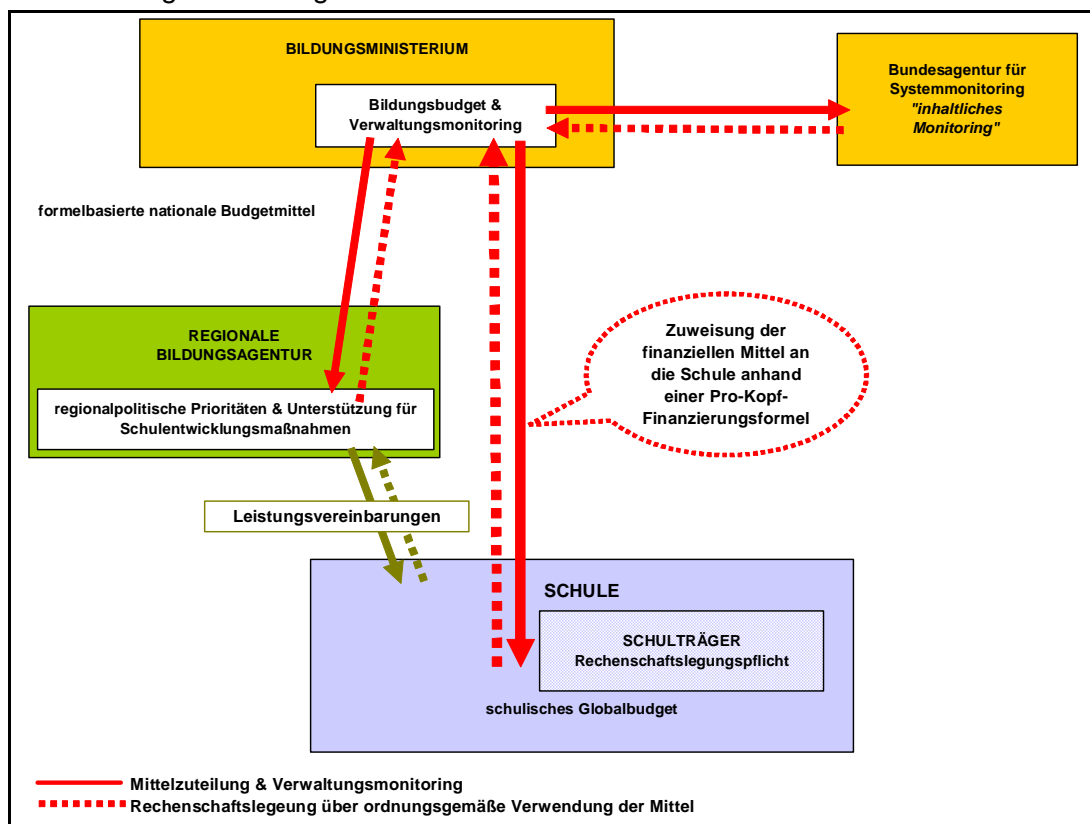 BILDUNGSMINISTERIUM
Bildungsbudget &
Verwaltungsmonitoring
Bundesagentur für
Systemmonitoring
"inhaltliches
Monitoring"
formelbasierte nationale Budgetmittel
REGIONALE
BILDUNGSAGENTUR
regionalpolitische Prioritäten & Unterstützung für
Schulentwicklungsmaßnahmen
Zuweisung der
finanziellen Mittel an
die Schule anhand
einer Pro-Kopf-
Finanzierungsformel
Leistungsvereinbarungen
SCHULE
SCHULTRÄGER
Rechenschaftslegungspflicht
schulisches Globalbudget
Mittelzuteilung & Verwaltungsmonitoring
Rechenschaftslegeung über ordnungsgemäße Verwendung der Mittel